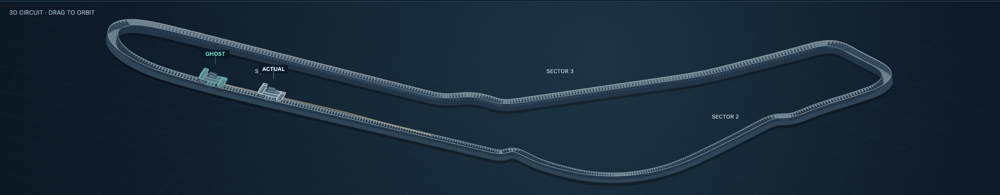 3D CIRCUIT · DRAG TO ORBIT
GHOST
ACTUAL
SECTOR 3
SECTOR 2